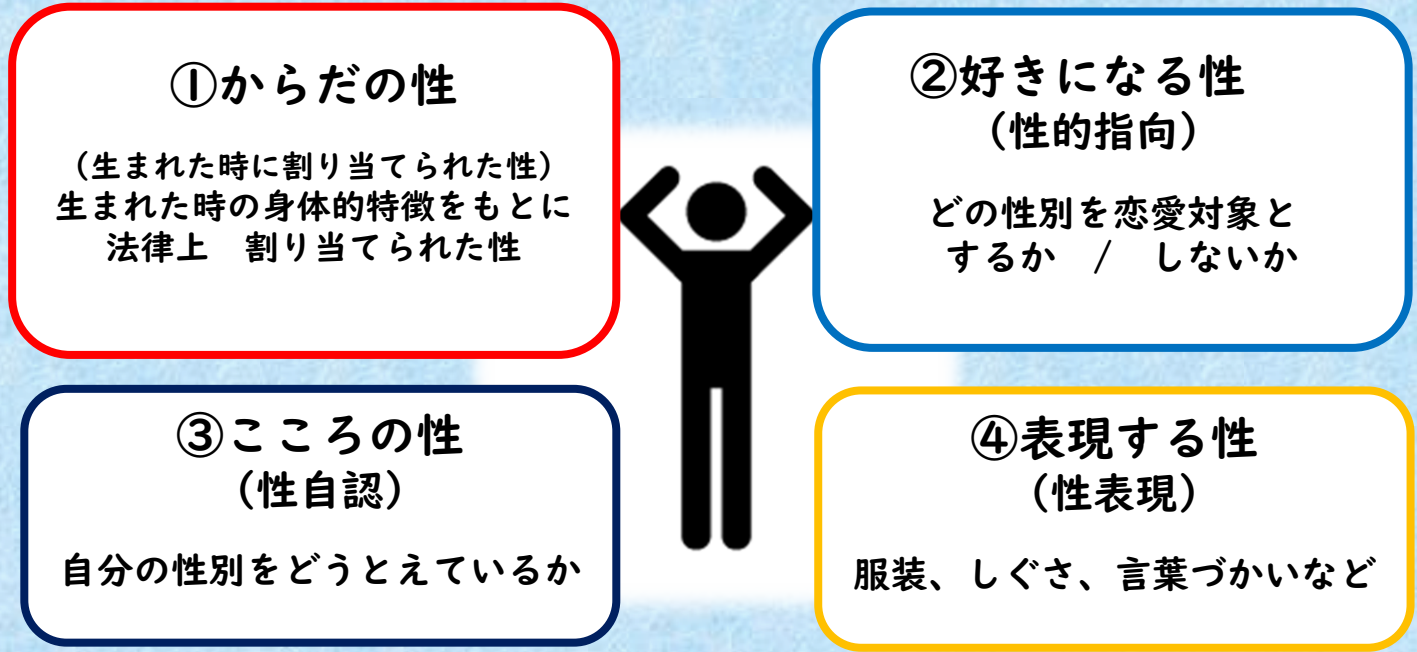 ①からだの性
（生まれた時に割り当てられた性）
生まれた時の身体的特徴をもとに
法律上　割り当てられた性
②好きになる性
（性的指向）
どの性別を恋愛対象と
するか　/　しないか
③こころの性
（性自認）
自分の性別をどうとえているか
④表現する性
（性表現）
服装、しぐさ、言葉づかいなど